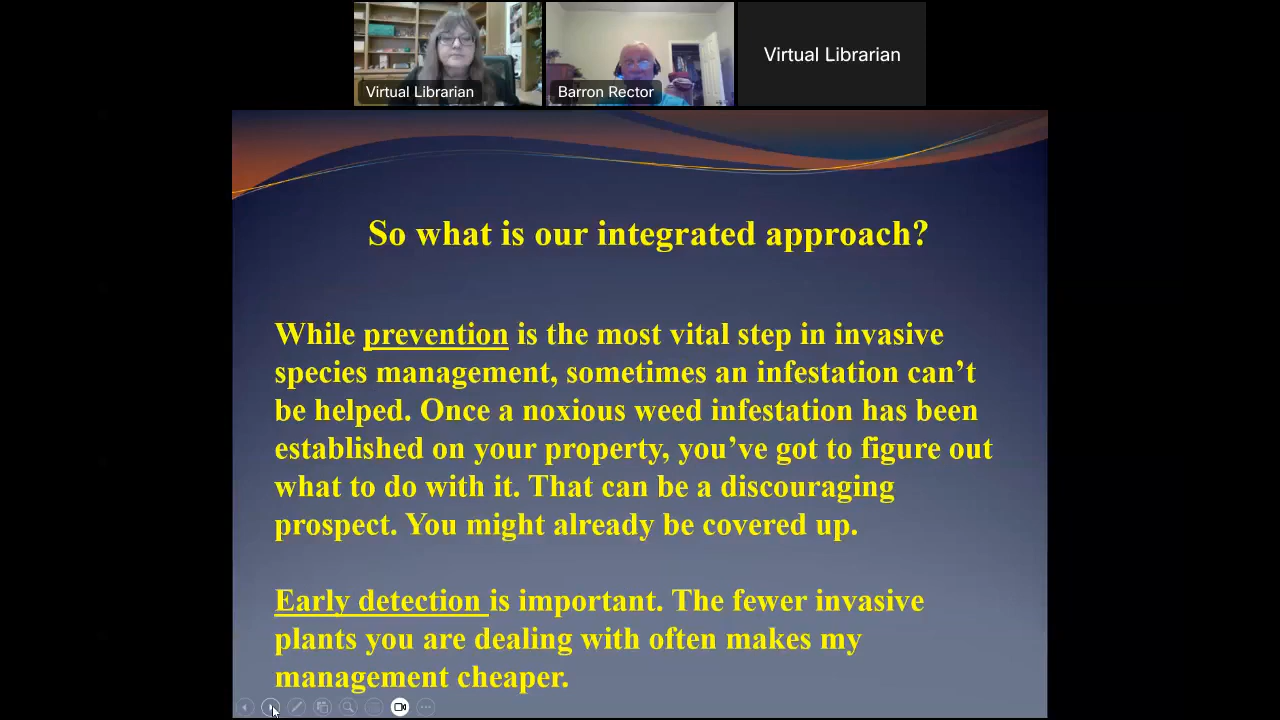 Virtual Librarian
Barron Rector
Virtual Librarian
So what is our integrated approach?
While prevention is the most vital step in invasive
species management, sometimes an infestation can’t
be helped. Once a noxious weed infestation has been
established on your property, you’ve got to figure out
what to do with it. That can be a discouraging
prospect. You might already be covered up.
Early detection is important. The fewer invasive
plants you are dealing with often makes my
management cheaper.